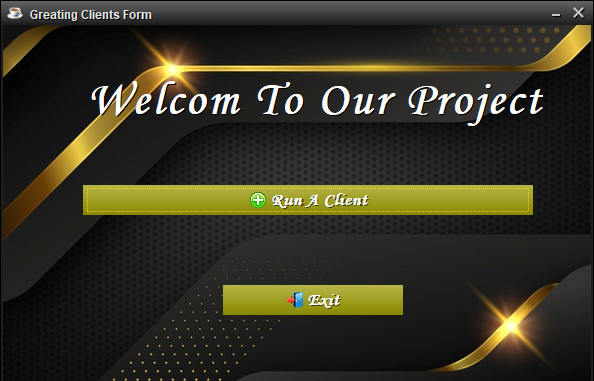 Greating Clients Form
Welcom To Our Project
Run A Client
Exit